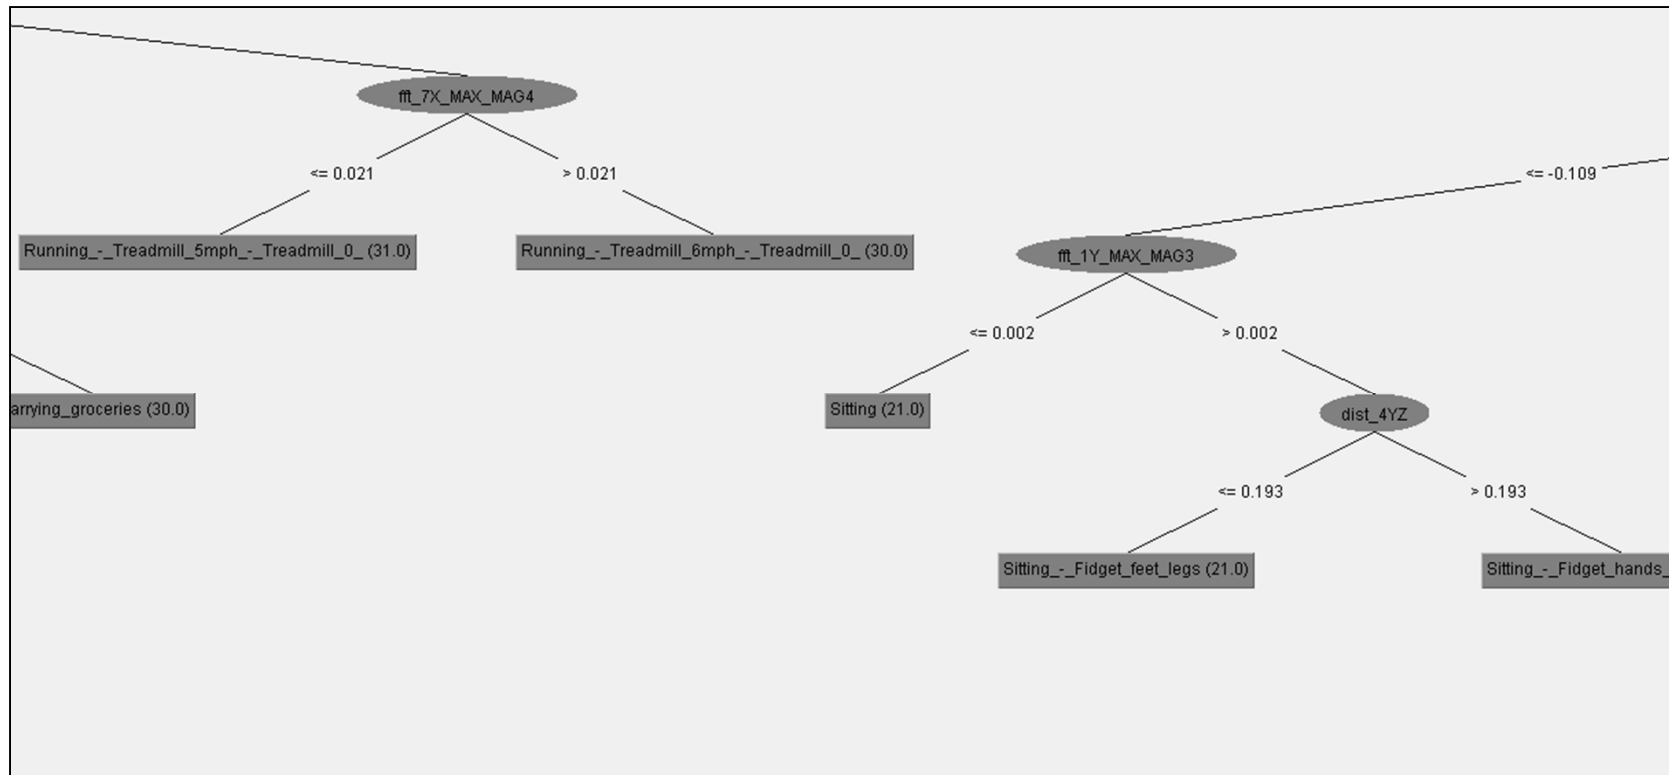 fft_7X_MAX_MAG4
<= 0.021
> 0.021
<= -0.109
Running_-_Treadmill_5mph_-_Treadmill_0_ (31.0)
Running_-_Treadmill_6mph_-_Treadmill_0_ (30.0)
fft_1Y_MAX_MAG3
<= 0.002
> 0.002
arrying_groceries (30.0)
Sitting (21.0)
dist_4YZ
<= 0.193
> 0.193
Sitting_-_Fidget_feet_legs (21.0)
Sitting_-_Fidget_hands_